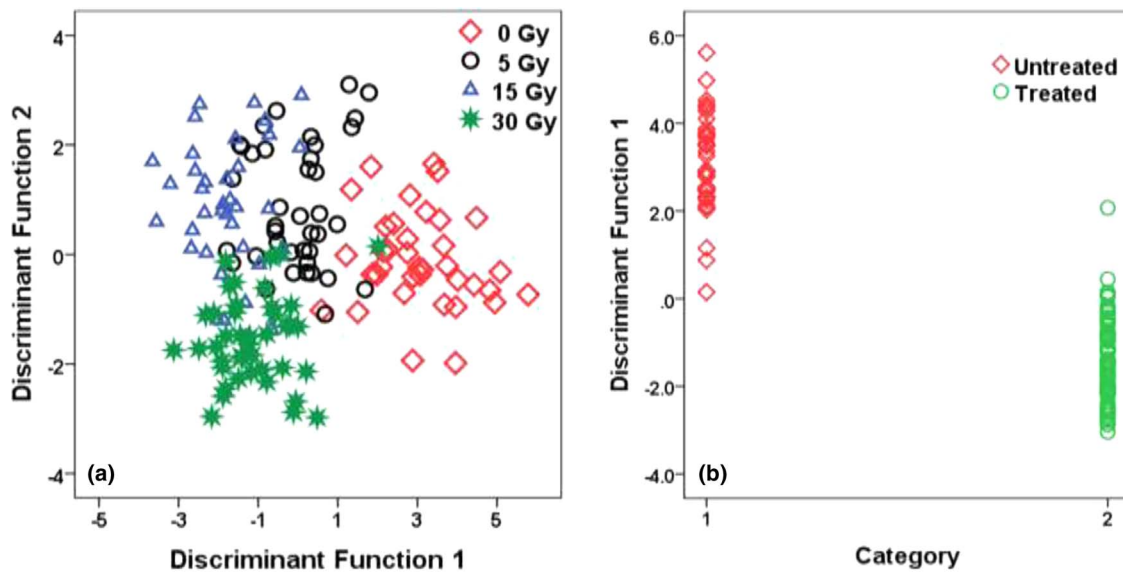 4
2
0
-2
-4
Discriminant Function 2
0 Gy
5 Gy
15 Gy
30 Gy
(a)
-5 -3 -1 1 3 5
Discriminant Function 1
6.0
4.0
2.0
.0
-2.0
-4.0
Discriminant Function 1
Untreated
Treated
(b)
1 2
Category